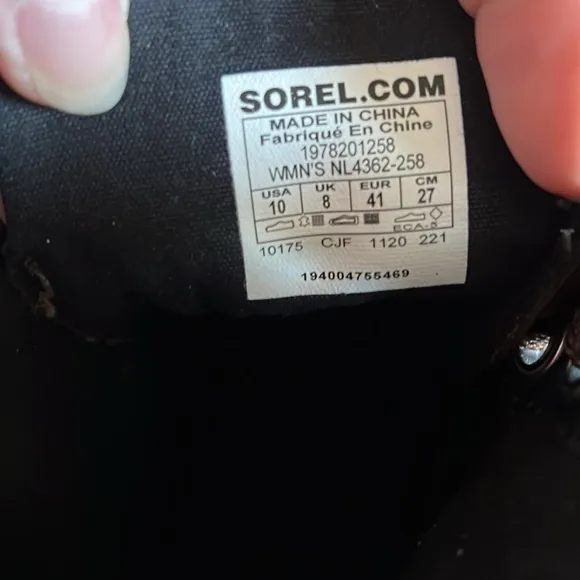 SOREL.COM
MADE IN CHINA
Fabriqué En Chine
1978201258
WMN'S NL4362-258
USA UK EUR CM
10 8 41 27
ECA-5
10175 CJF 1120 221
194004755469